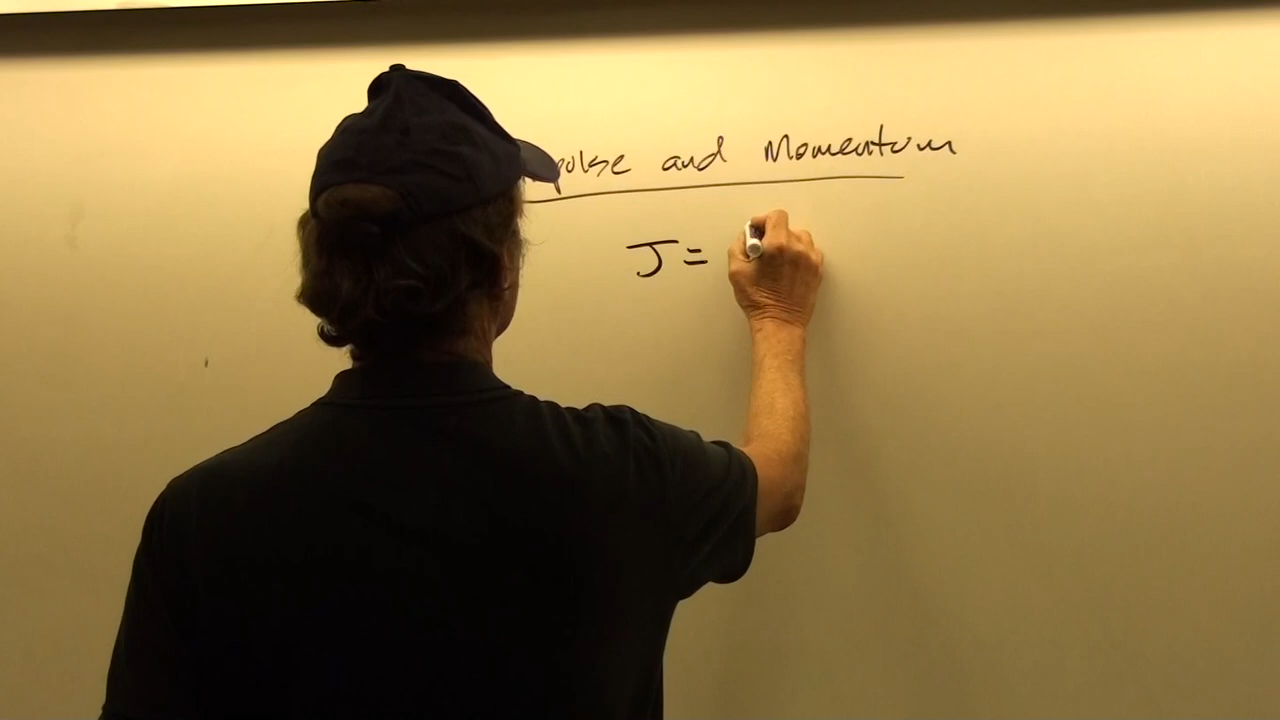 pulse and Momentum
J =